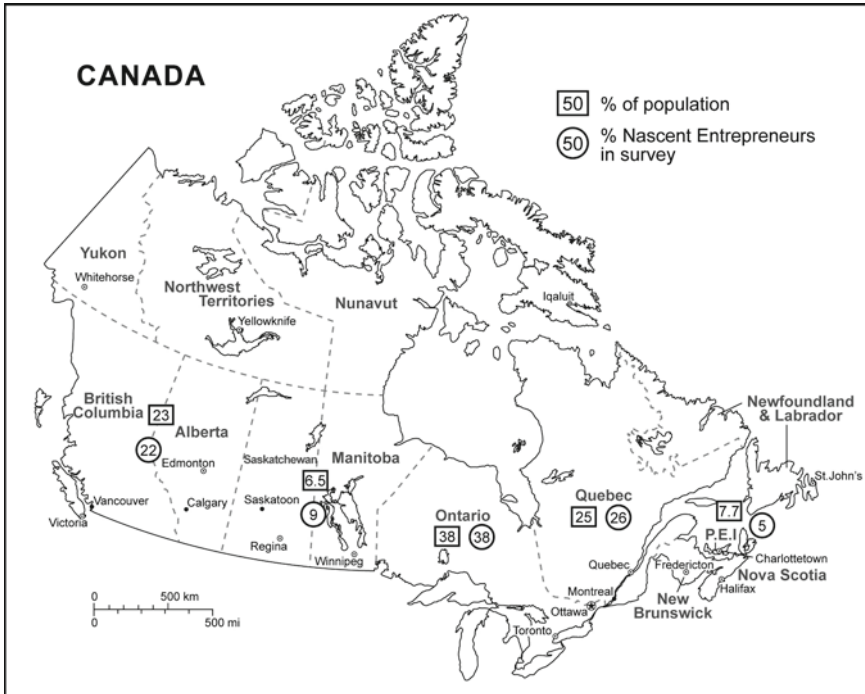 CANADA
50 % of population
50 % Nascent Entrepreneurs
in survey
Yukon
Whitehorse
Northwest
Territories
Yellowknife
Nunavut
Iqaluit
British
Columbia
23
Alberta
22
Edmonton
Saskatchewan
Manitoba
6.5
Newfoundland
& Labrador
St.John's
Vancouver
Victoria
Calgary
Saskatoon
9
Regina
Winnipeg
Ontario
38 38
Quebec
25 26
7.7
5
P.E.I
Charlottetown
Quebec
Fredericton
Nova Scotia
Halifax
New
Brunswick
Montreal
Ottawa
Toronto
0 500 km
0 500 mi